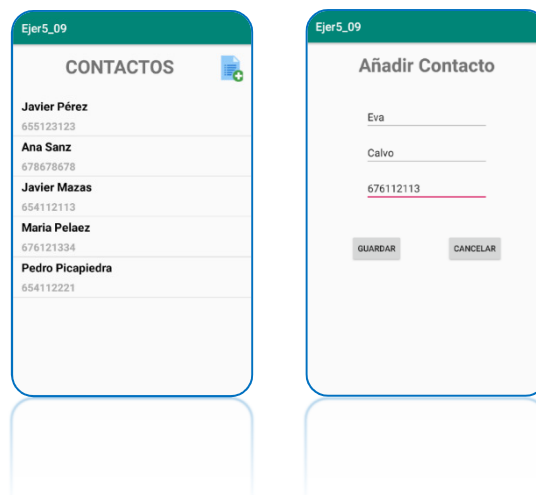 Ejer5_09
CONTACTOS
Javier Pérez
655123123
Ana Sanz
678678678
Javier Mazas
654112113
Maria Pelaez
676121334
Pedro Picapiedra
654112221
Ejer5_09
Añadir Contacto
Eva
Calvo
676112113
GUARDAR CANCELAR